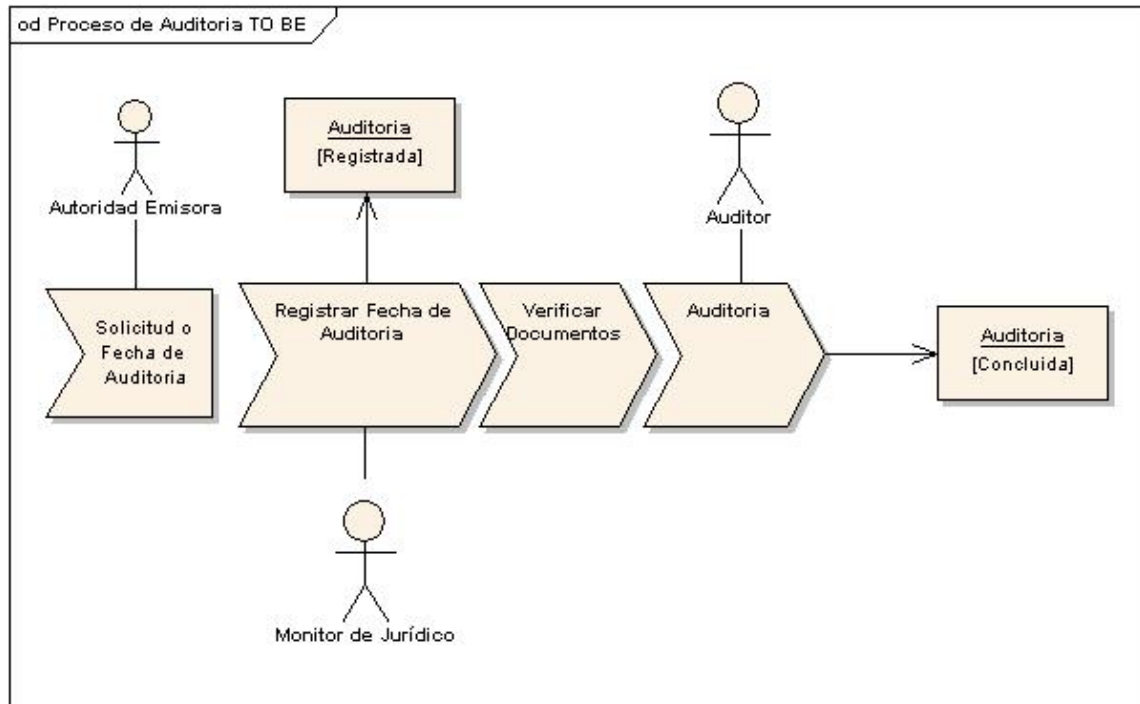 od Proceso de Auditoria TO BE
Autoridad Emisora
Auditoria
[Registrada]
Auditor
Solicitud o
Fecha de
Auditoria
Registrar Fecha de
Auditoria
Verificar
Documentos
Auditoria
Auditoria
[Concluida]
Monitor de Jurídico